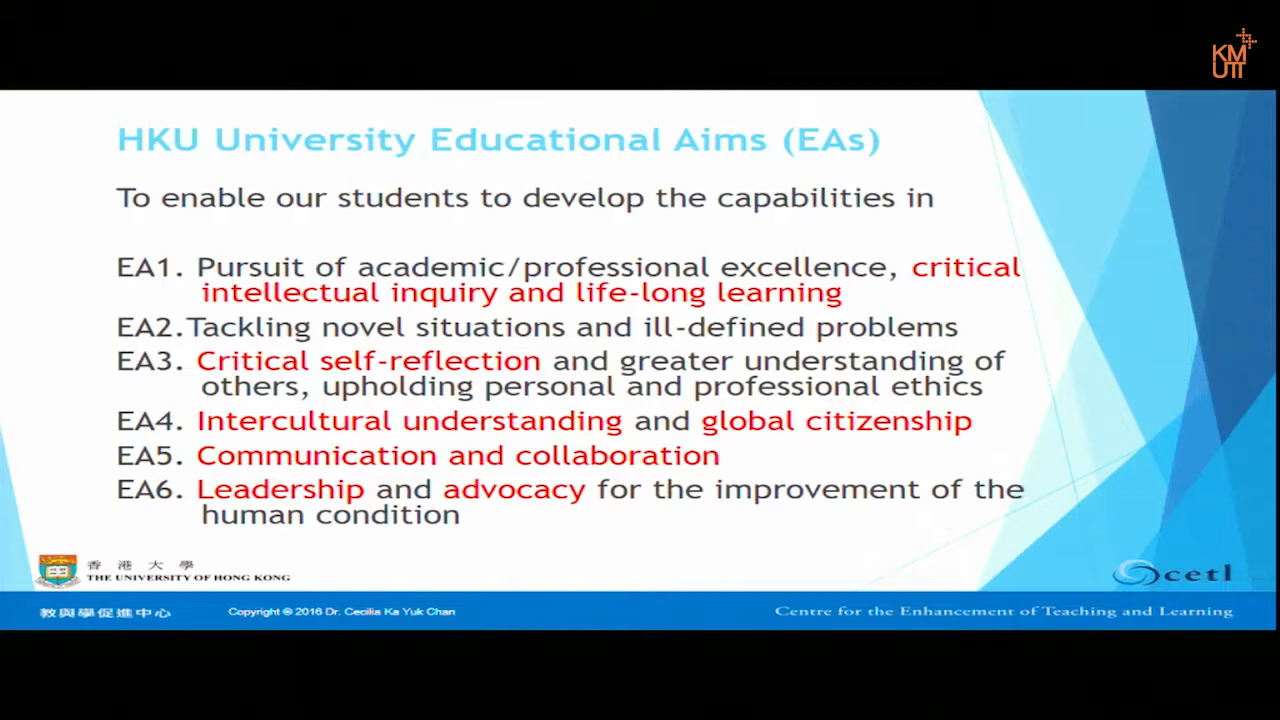 KM
UTT
HKU University Educational Aims (EAs)
To enable our students to develop the capabilities in
EA1. Pursuit of academic/professional excellence, critical
intellectual inquiry and life-long learning
EA2.Tackling novel situations and ill-defined problems
EA3. Critical self-reflection and greater understanding of
others, upholding personal and professional ethics
EA4. Intercultural understanding and global citizenship
EA5. Communication and collaboration
EA6. Leadership and advocacy for the improvement of the
human condition
香港大學
THE UNIVERSITY OF HONG KONG
cetl
教與學促進中心
Copyright © 2016 Dr. Cecilia Ka Yuk Chan
Centre for the Enhancement of Teaching and Learning